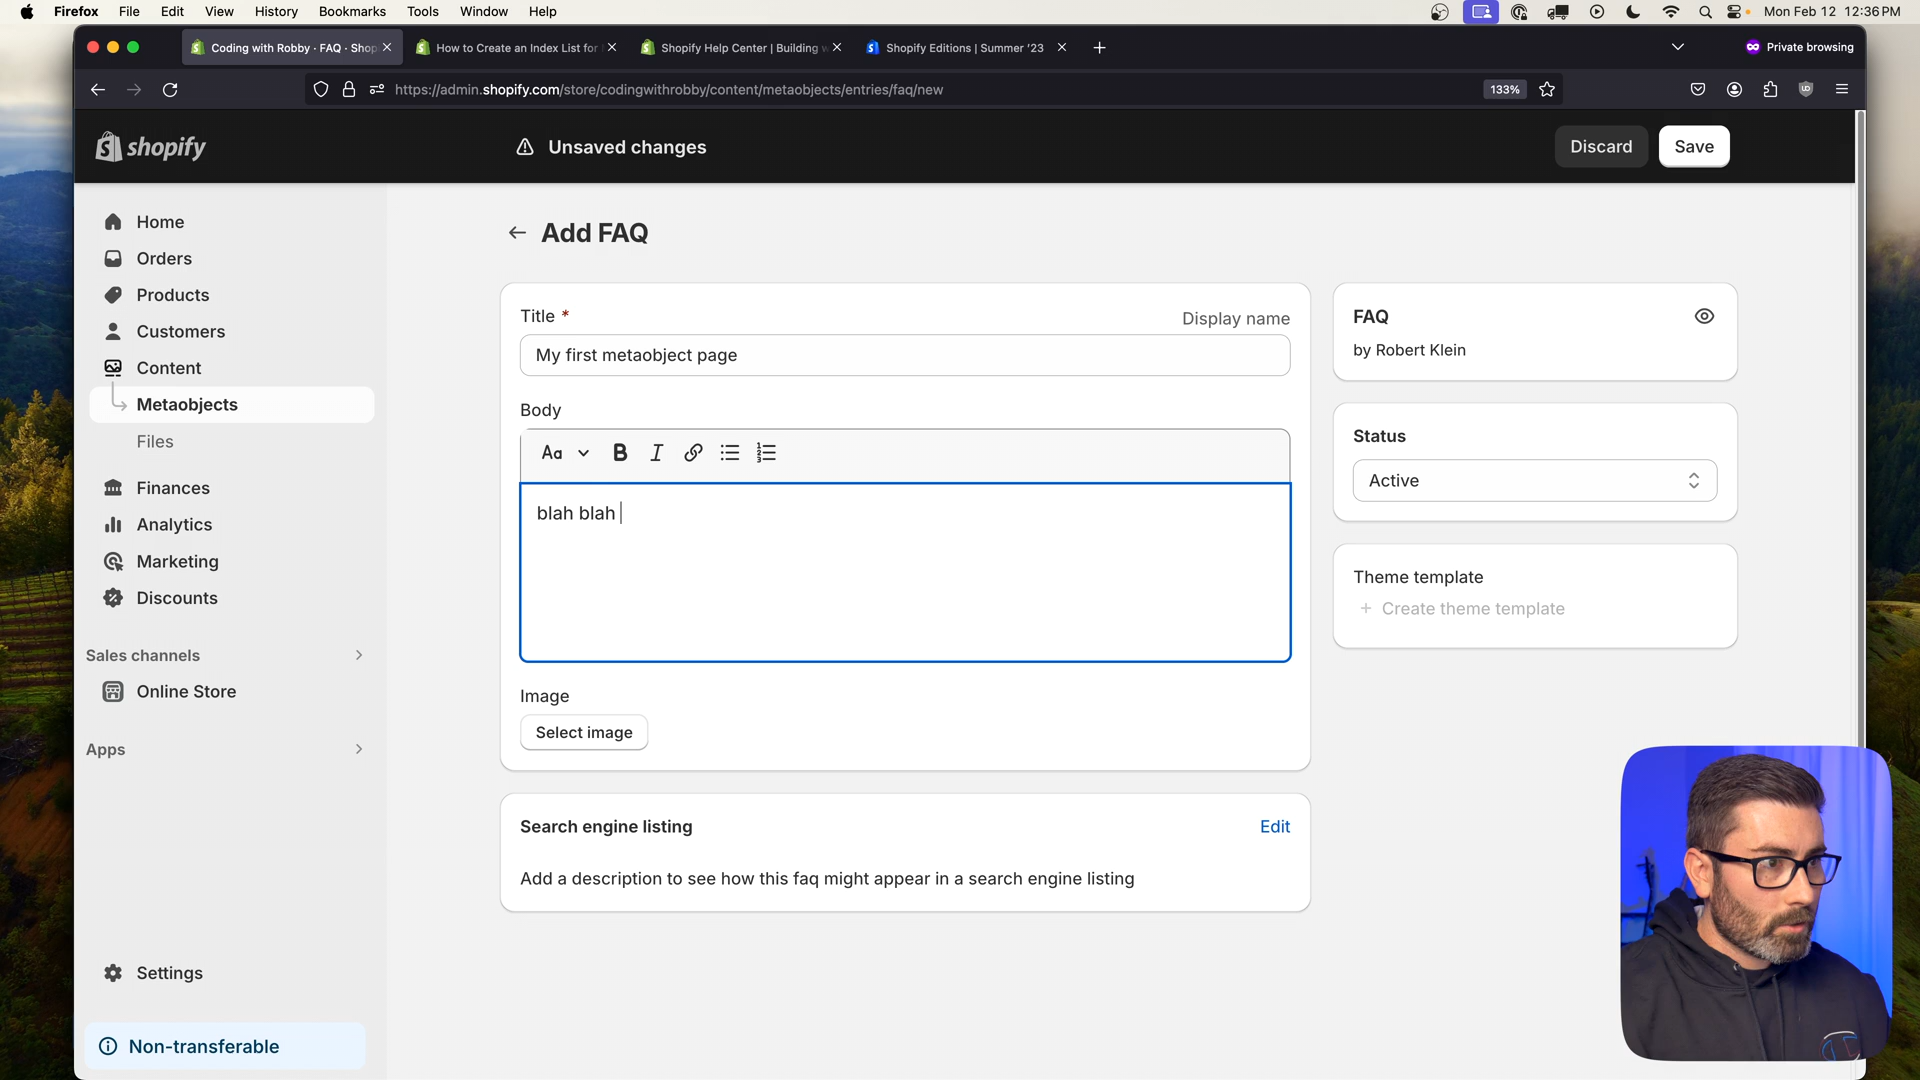 Firefox File Edit View History Bookmarks Tools Window Help Mon Feb 12 12:36 PM
Coding with Robby · FAQ · Shop How to Create an Index List for Shopify Help Center | Building w Shopify Editions | Summer '23 Private browsing
https://admin.shopify.com/store/codingwithrobby/content/metaobjects/entries/faq/new 133%
shopify Unsaved changes Discard Save
Home
Orders
Products
Customers
Content
Metaobjects
Files
Finances
Analytics
Marketing
Discounts
Sales channels
Online Store
Apps
Settings
Non-transferable
Add FAQ
Title * Display name
My first metaobject page
Body
Aa B I
blah blah
Image
Select image
Search engine listing Edit
Add a description to see how this faq might appear in a search engine listing
FAQ
by Robert Klein
Status
Active
Theme template
+ Create theme template